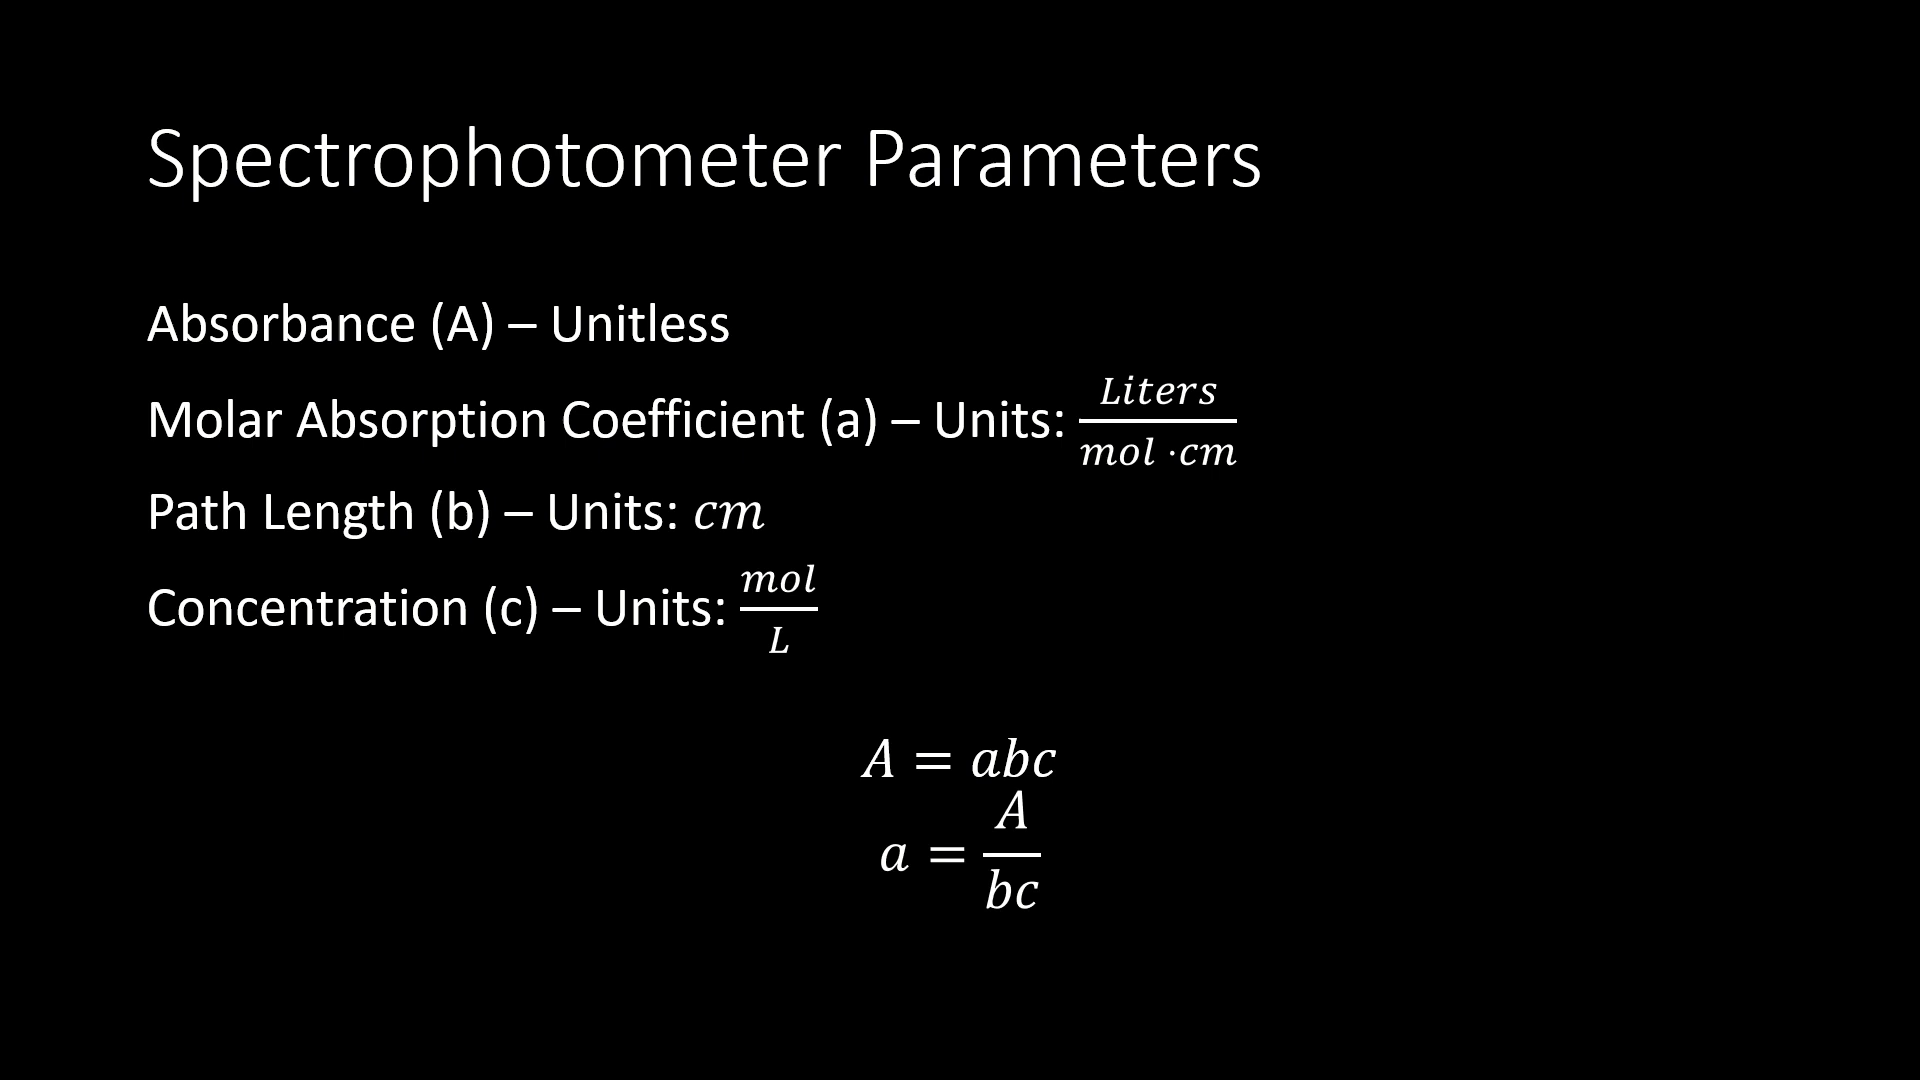 Spectrophotometer Parameters
Absorbance (A) – Unitless
Molar Absorption Coefficient (a) – Units: Liters/mol ·cm
Path Length (b) – Units: cm
Concentration (c) – Units: mol/L
A = abc
a = A/bc